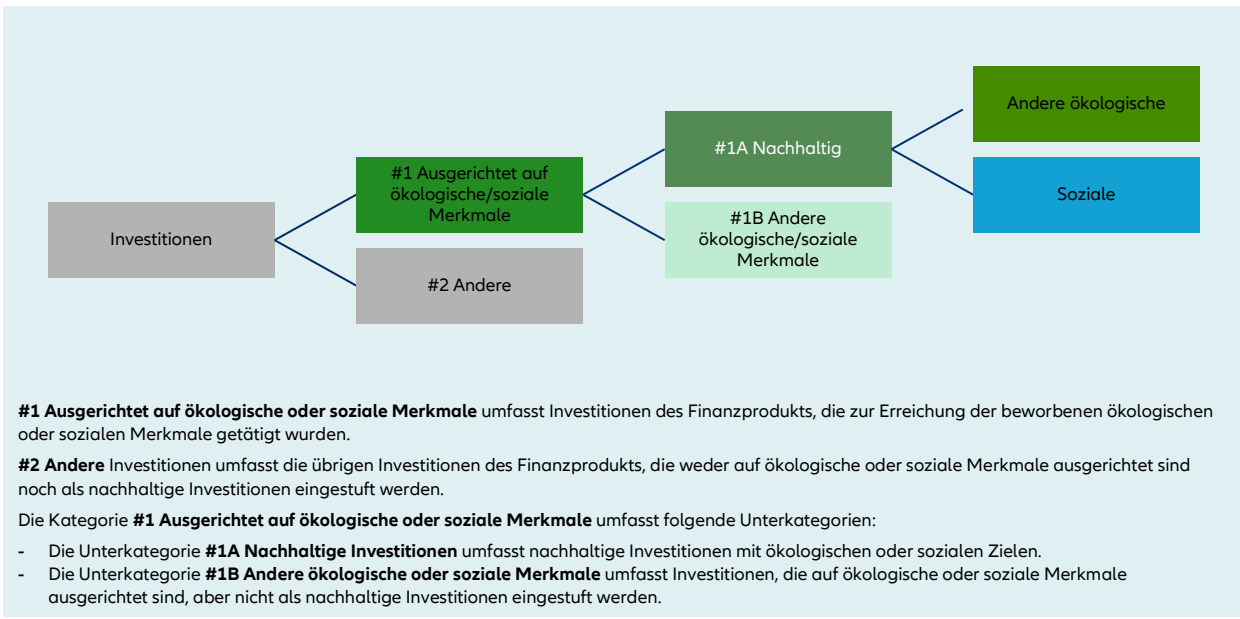 Andere ökologische
#1A Nachhaltig
#1 Ausgerichtet auf
ökologische/soziale
Merkmale
Soziale
Investitionen
#1B Andere
ökologische/soziale
Merkmale
#2 Andere
#1 Ausgerichtet auf ökologische oder soziale Merkmale umfasst Investitionen des Finanzprodukts, die zur Erreichung der beworbenen ökologischen
oder sozialen Merkmale getätigt wurden.
#2 Andere Investitionen umfasst die übrigen Investitionen des Finanzprodukts, die weder auf ökologische oder soziale Merkmale ausgerichtet sind
noch als nachhaltige Investitionen eingestuft werden.
Die Kategorie #1 Ausgerichtet auf ökologische oder soziale Merkmale umfasst folgende Unterkategorien:
- Die Unterkategorie #1A Nachhaltige Investitionen umfasst nachhaltige Investitionen mit ökologischen oder sozialen Zielen.
- Die Unterkategorie #1B Andere ökologische oder soziale Merkmale umfasst Investitionen, die auf ökologische oder soziale Merkmale
ausgerichtet sind, aber nicht als nachhaltige Investitionen eingestuft werden.